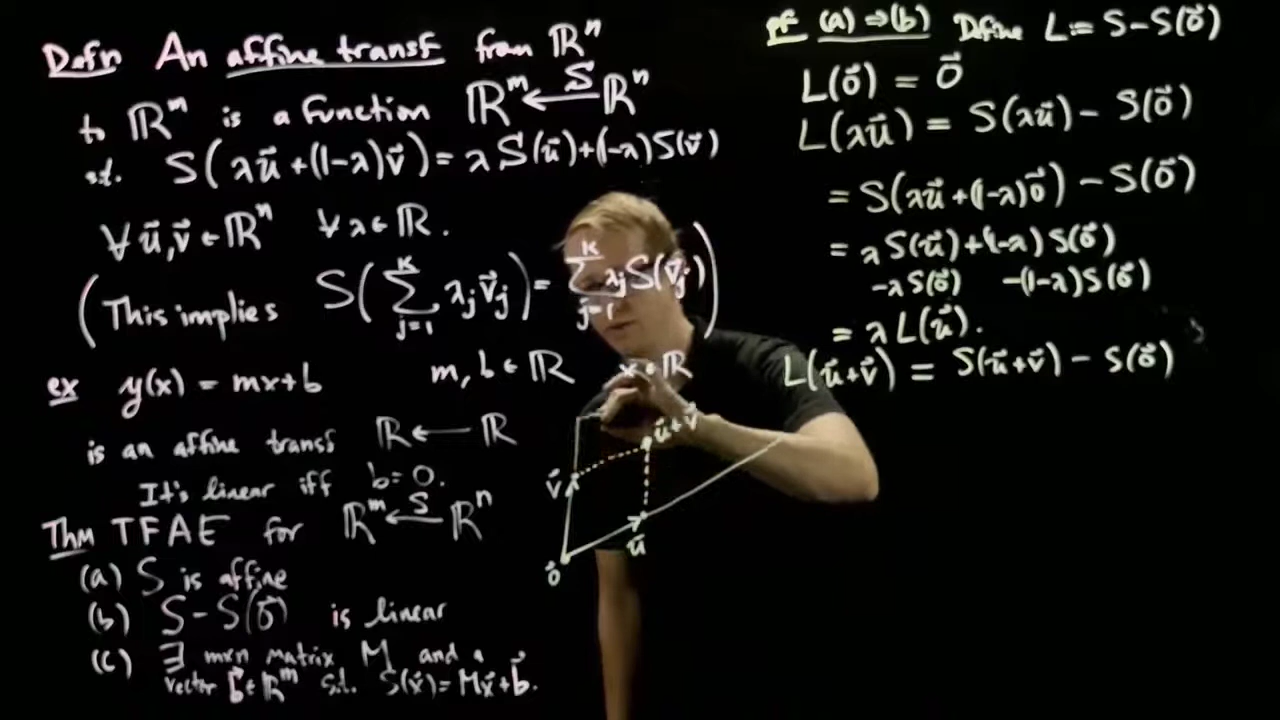 Defn An affine transf from ℝⁿ
to ℝᵐ is a function ℝᵐ ←S ℝⁿ
s.t. S(λu⃗+(1-λ)v⃗) = λS(u⃗)+(1-λ)S(v⃗)
∀ u⃗,v⃗ ∈ ℝⁿ ∀ λ ∈ ℝ.
(This implies S(∑_{j=1}^{k} λⱼv⃗ⱼ) = ∑_{j=1}^{k} λⱼS(v⃗ⱼ))
ex y(x) = mx+b m, b ∈ ℝ x ∈ ℝ
is an affine transf ℝ ← ℝ
It's linear iff b=0.
Thm TFAE for ℝᵐ ←S ℝⁿ
(a) S is affine
(b) S - S(0⃗) is linear
(c) ∃ m×n matrix M and a
vector b⃗ ∈ ℝᵐ s.t. S(x⃗) = Mx⃗+b⃗.
pf (a) ⇒ (b) Define L := S - S(0⃗)
L(0⃗) = 0⃗
L(λu⃗) = S(λu⃗) - S(0⃗)
= S(λu⃗+(1-λ)0⃗) - S(0⃗)
= λS(u⃗)+(1-λ)S(0⃗)
-λS(0⃗) -(1-λ)S(0⃗)
= λL(u⃗).
L(u⃗+v⃗) = S(u⃗+v⃗) - S(0⃗)
u⃗+v⃗
v⃗
u⃗
0⃗